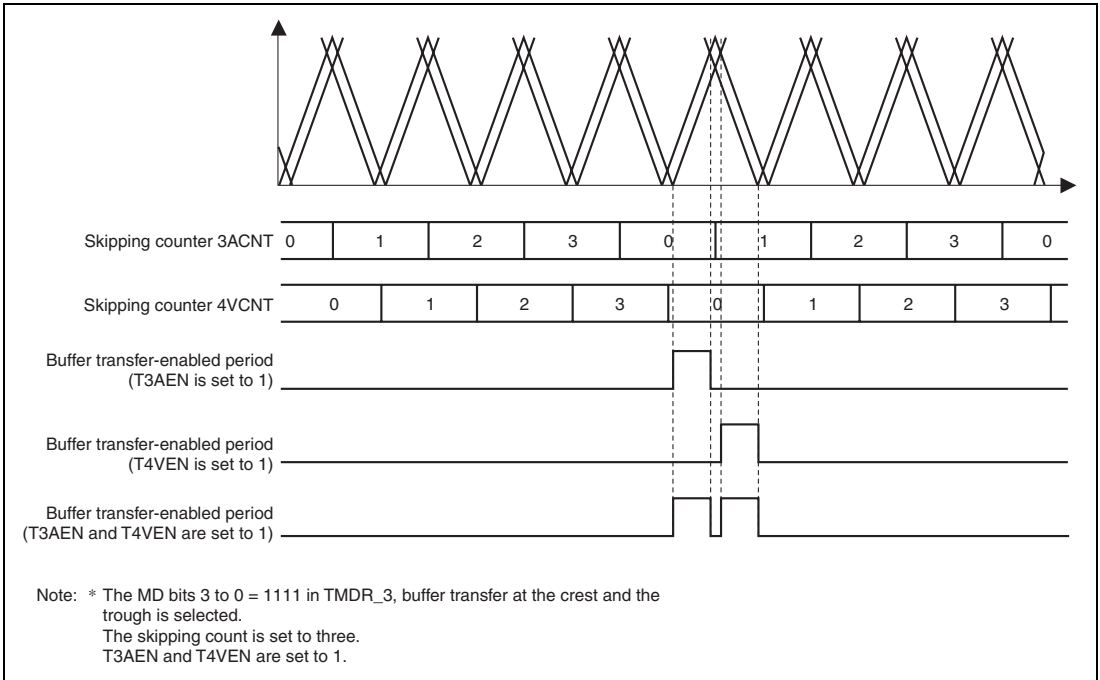 Skipping counter 3ACNT 0 1 2 3 0 1 2 3 0
Skipping counter 4VCNT 0 1 2 3 0 1 2 3
Buffer transfer-enabled period
(T3AEN is set to 1)
Buffer transfer-enabled period
(T4VEN is set to 1)
Buffer transfer-enabled period
(T3AEN and T4VEN are set to 1)
Note: * The MD bits 3 to 0 = 1111 in TMDR_3, buffer transfer at the crest and the
trough is selected.
The skipping count is set to three.
T3AEN and T4VEN are set to 1.